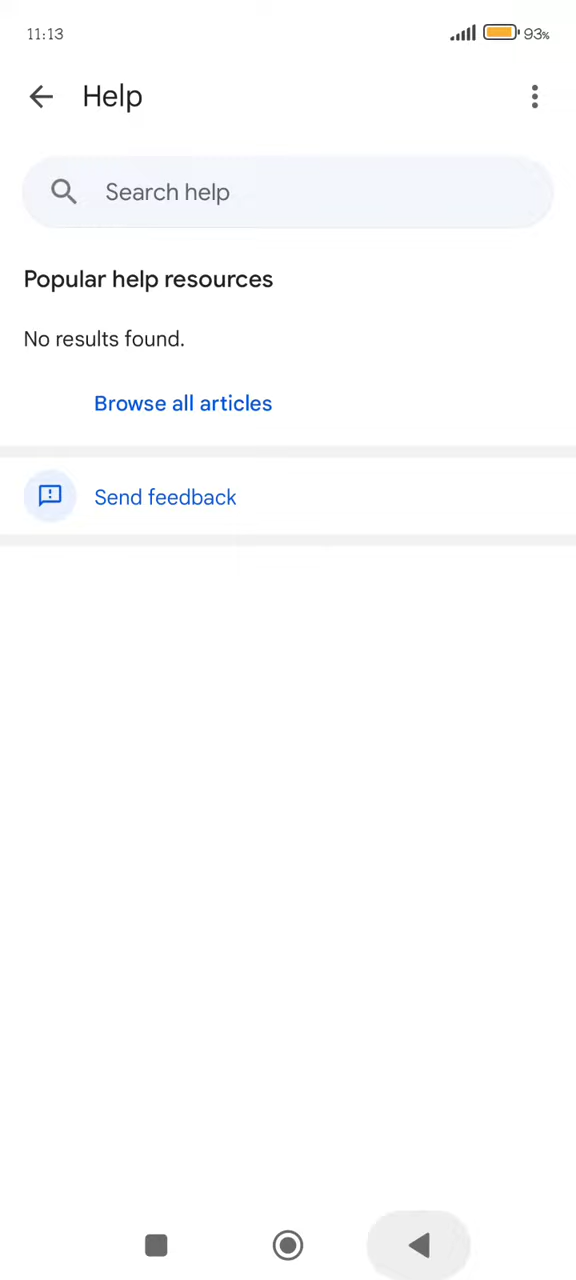 11:13
93%
Help
Search help
Popular help resources
No results found.
Browse all articles
Send feedback